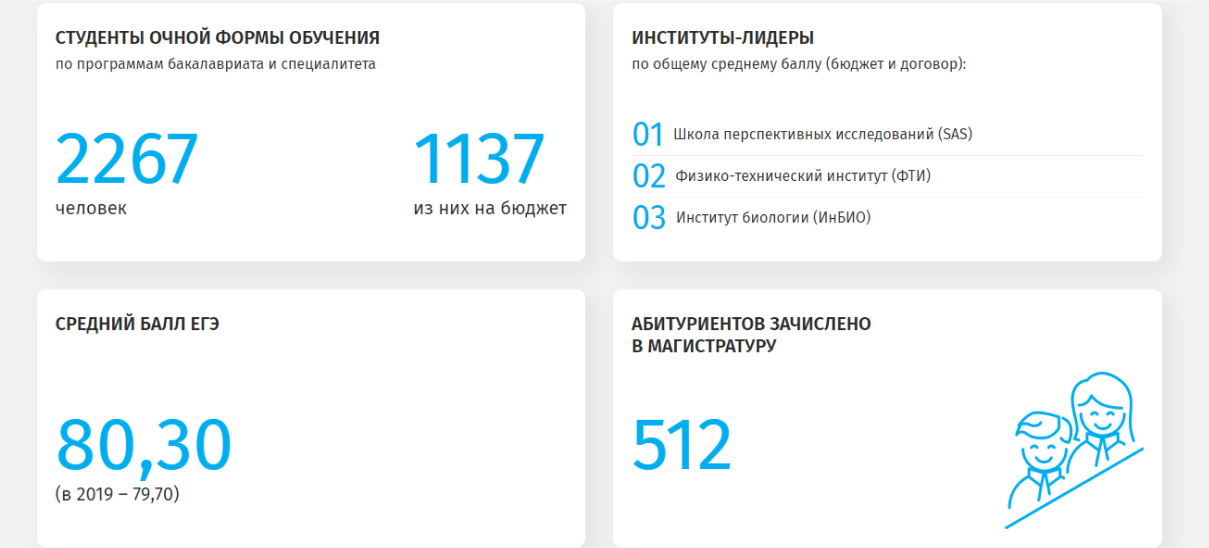 СТУДЕНТЫ ОЧНОЙ ФОРМЫ ОБУЧЕНИЯ
по программам бакалавриата и специалитета
2267
человек
1137
из них на бюджет
ИНСТИТУТЫ-ЛИДЕРЫ
по общему среднему баллу (бюджет и договор):
01 Школа перспективных исследований (SAS)
02 Физико-технический институт (ФТИ)
03 Институт биологии (ИнБИО)
СРЕДНИЙ БАЛЛ ЕГЭ
80,30
(в 2019 – 79,70)
АБИТУРИЕНТОВ ЗАЧИСЛЕНО
В МАГИСТРАТУРУ
512